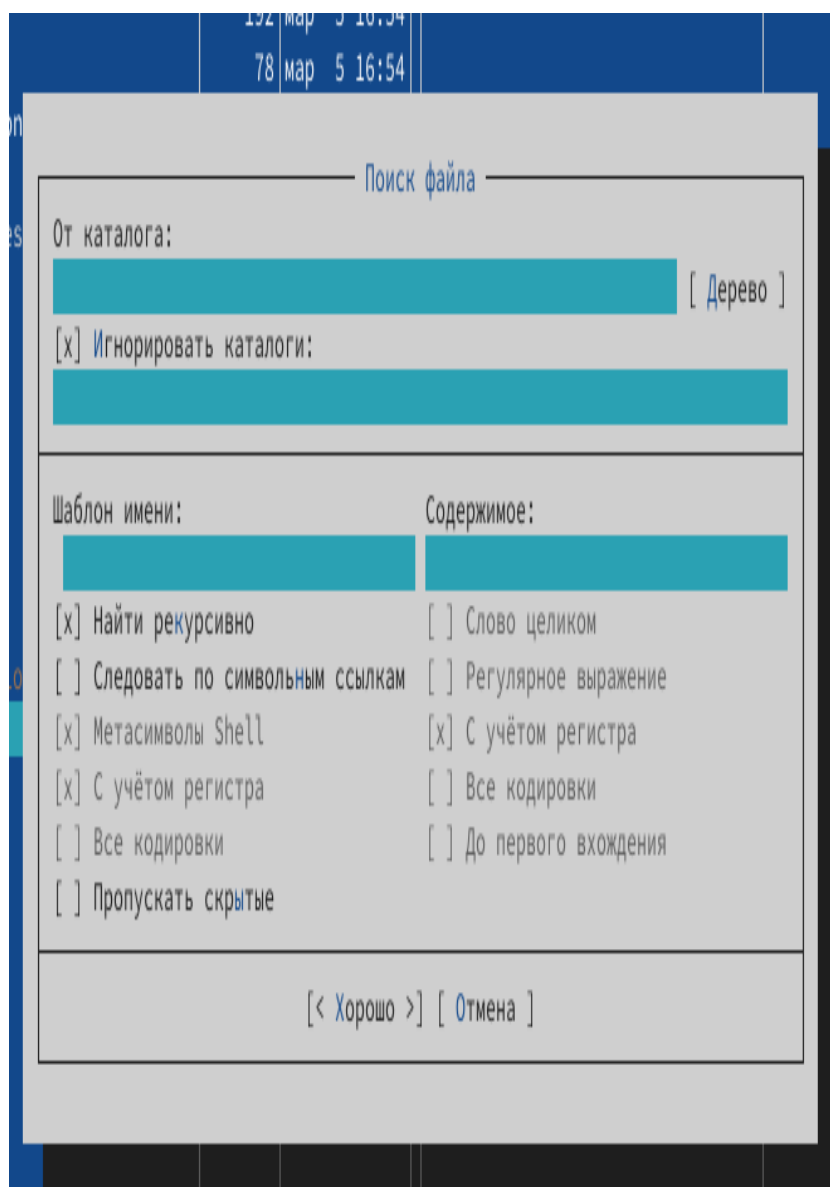 192 мар 5 16:54
78 мар 5 16:54
on
Поиск файла
es
От каталога:
[ Дерево ]
[x] Игнорировать каталоги:
Шаблон имени: Содержимое:
[x] Найти рекурсивно [ ] Слово целиком
[ ] Следовать по символьным ссылкам [ ] Регулярное выражение
[x] Метасимволы Shell [x] С учётом регистра
[x] С учётом регистра [ ] Все кодировки
[ ] Все кодировки [ ] До первого вхождения
[ ] Пропускать скрытые
[< Хорошо >] [ Отмена ]